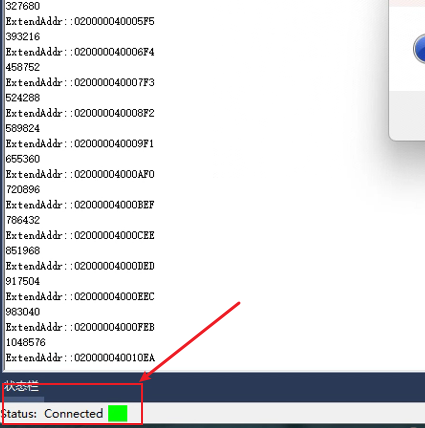 327680
ExtendAddr::020000040005F5
393216
ExtendAddr::020000040006F4
458752
ExtendAddr::020000040007F3
524288
ExtendAddr::020000040008F2
589824
ExtendAddr::020000040009F1
655360
ExtendAddr::02000004000AF0
720896
ExtendAddr::02000004000BEF
786432
ExtendAddr::02000004000CEE
851968
ExtendAddr::02000004000DED
917504
ExtendAddr::02000004000EEC
983040
ExtendAddr::02000004000FEB
1048576
ExtendAddr::020000040010EA
状态栏
Status: Connected